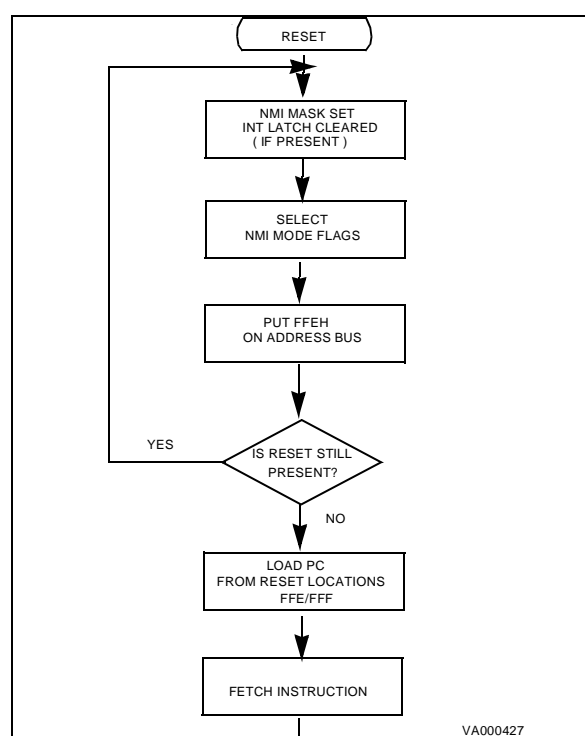 RESET
NMI MASK SET
INT LATCH CLEARED
( IF PRESENT )
SELECT
NMI MODE FLAGS
PUT FFEH
ON ADDRESS BUS
YES
IS RESET STILL
PRESENT?
NO
LOAD PC
FROM RESET LOCATIONS
FFE/FFF
FETCH INSTRUCTION
VA000427